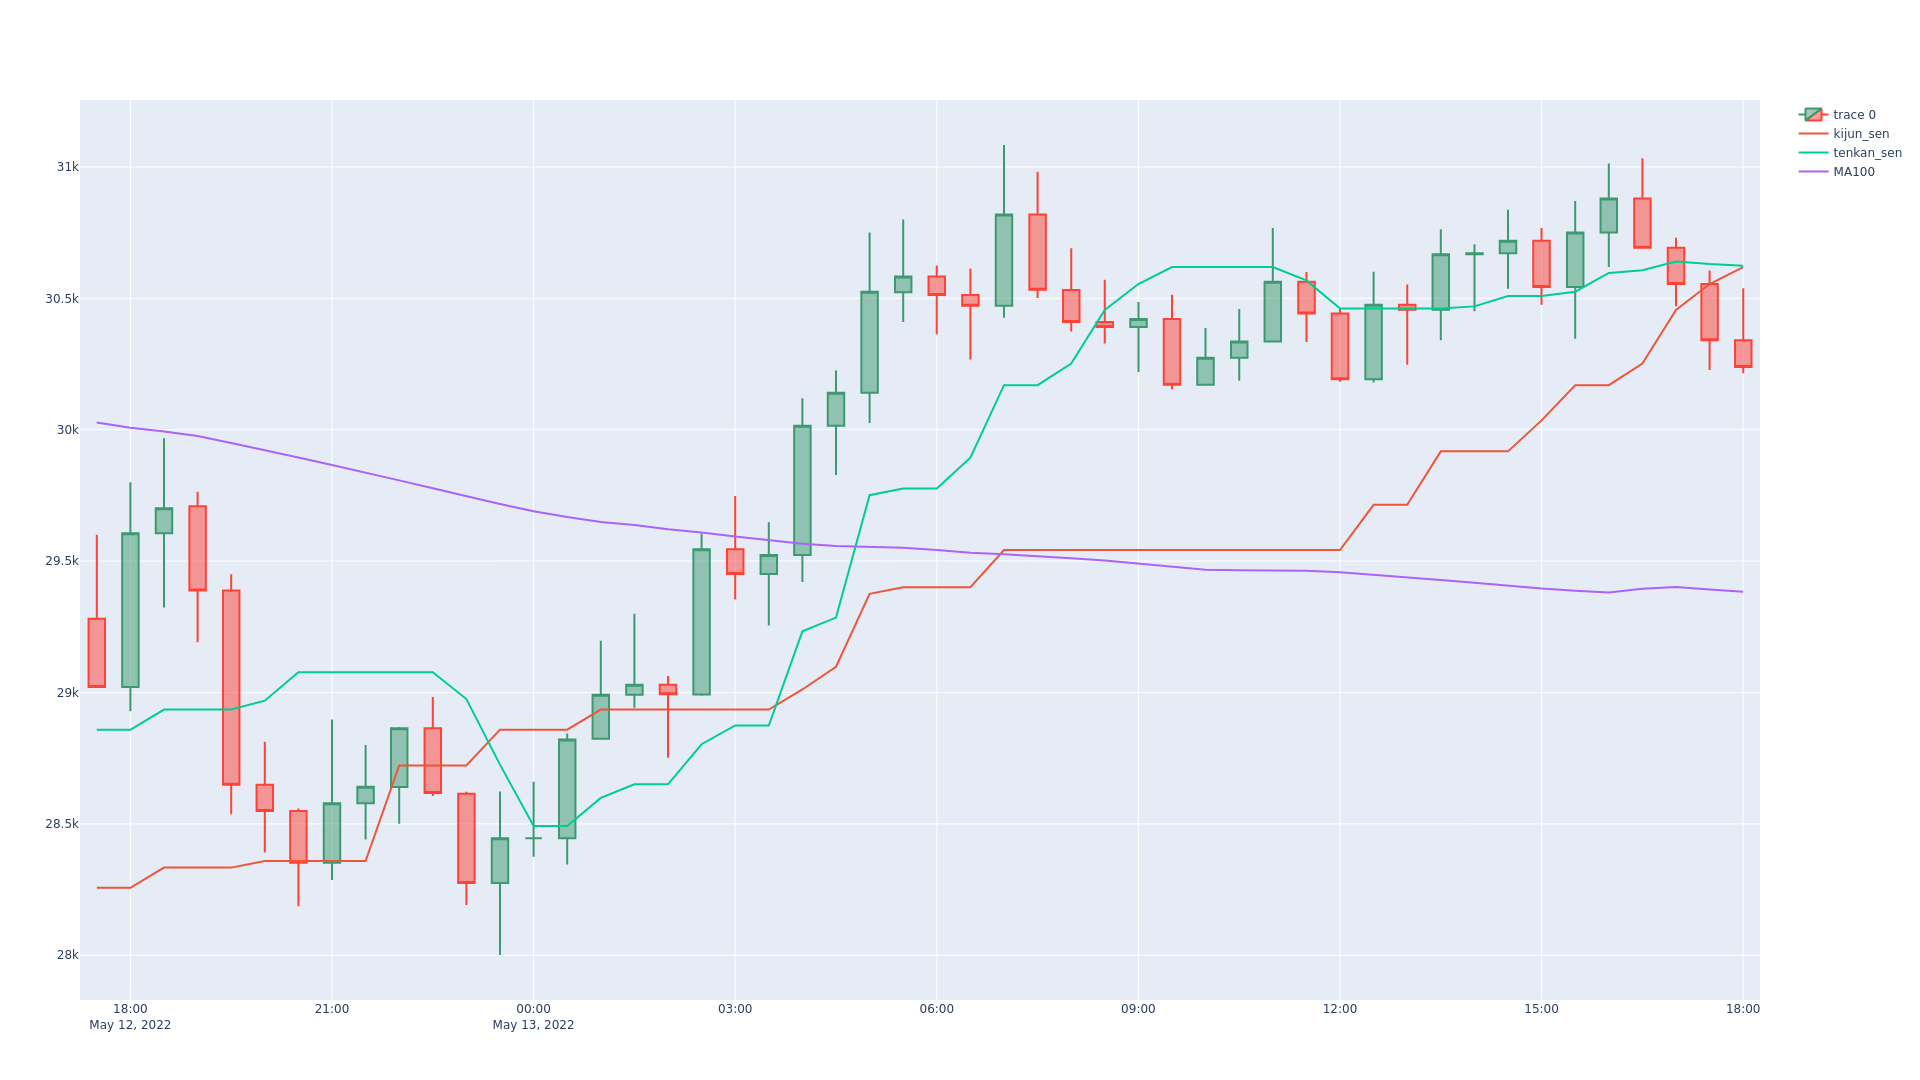 31k
30.5k
30k
29.5k
29k
28.5k
28k
18:00 21:00 00:00 03:00 06:00 09:00 12:00 15:00 18:00
May 12, 2022 May 13, 2022
trace 0
kijun_sen
tenkan_sen
MA100